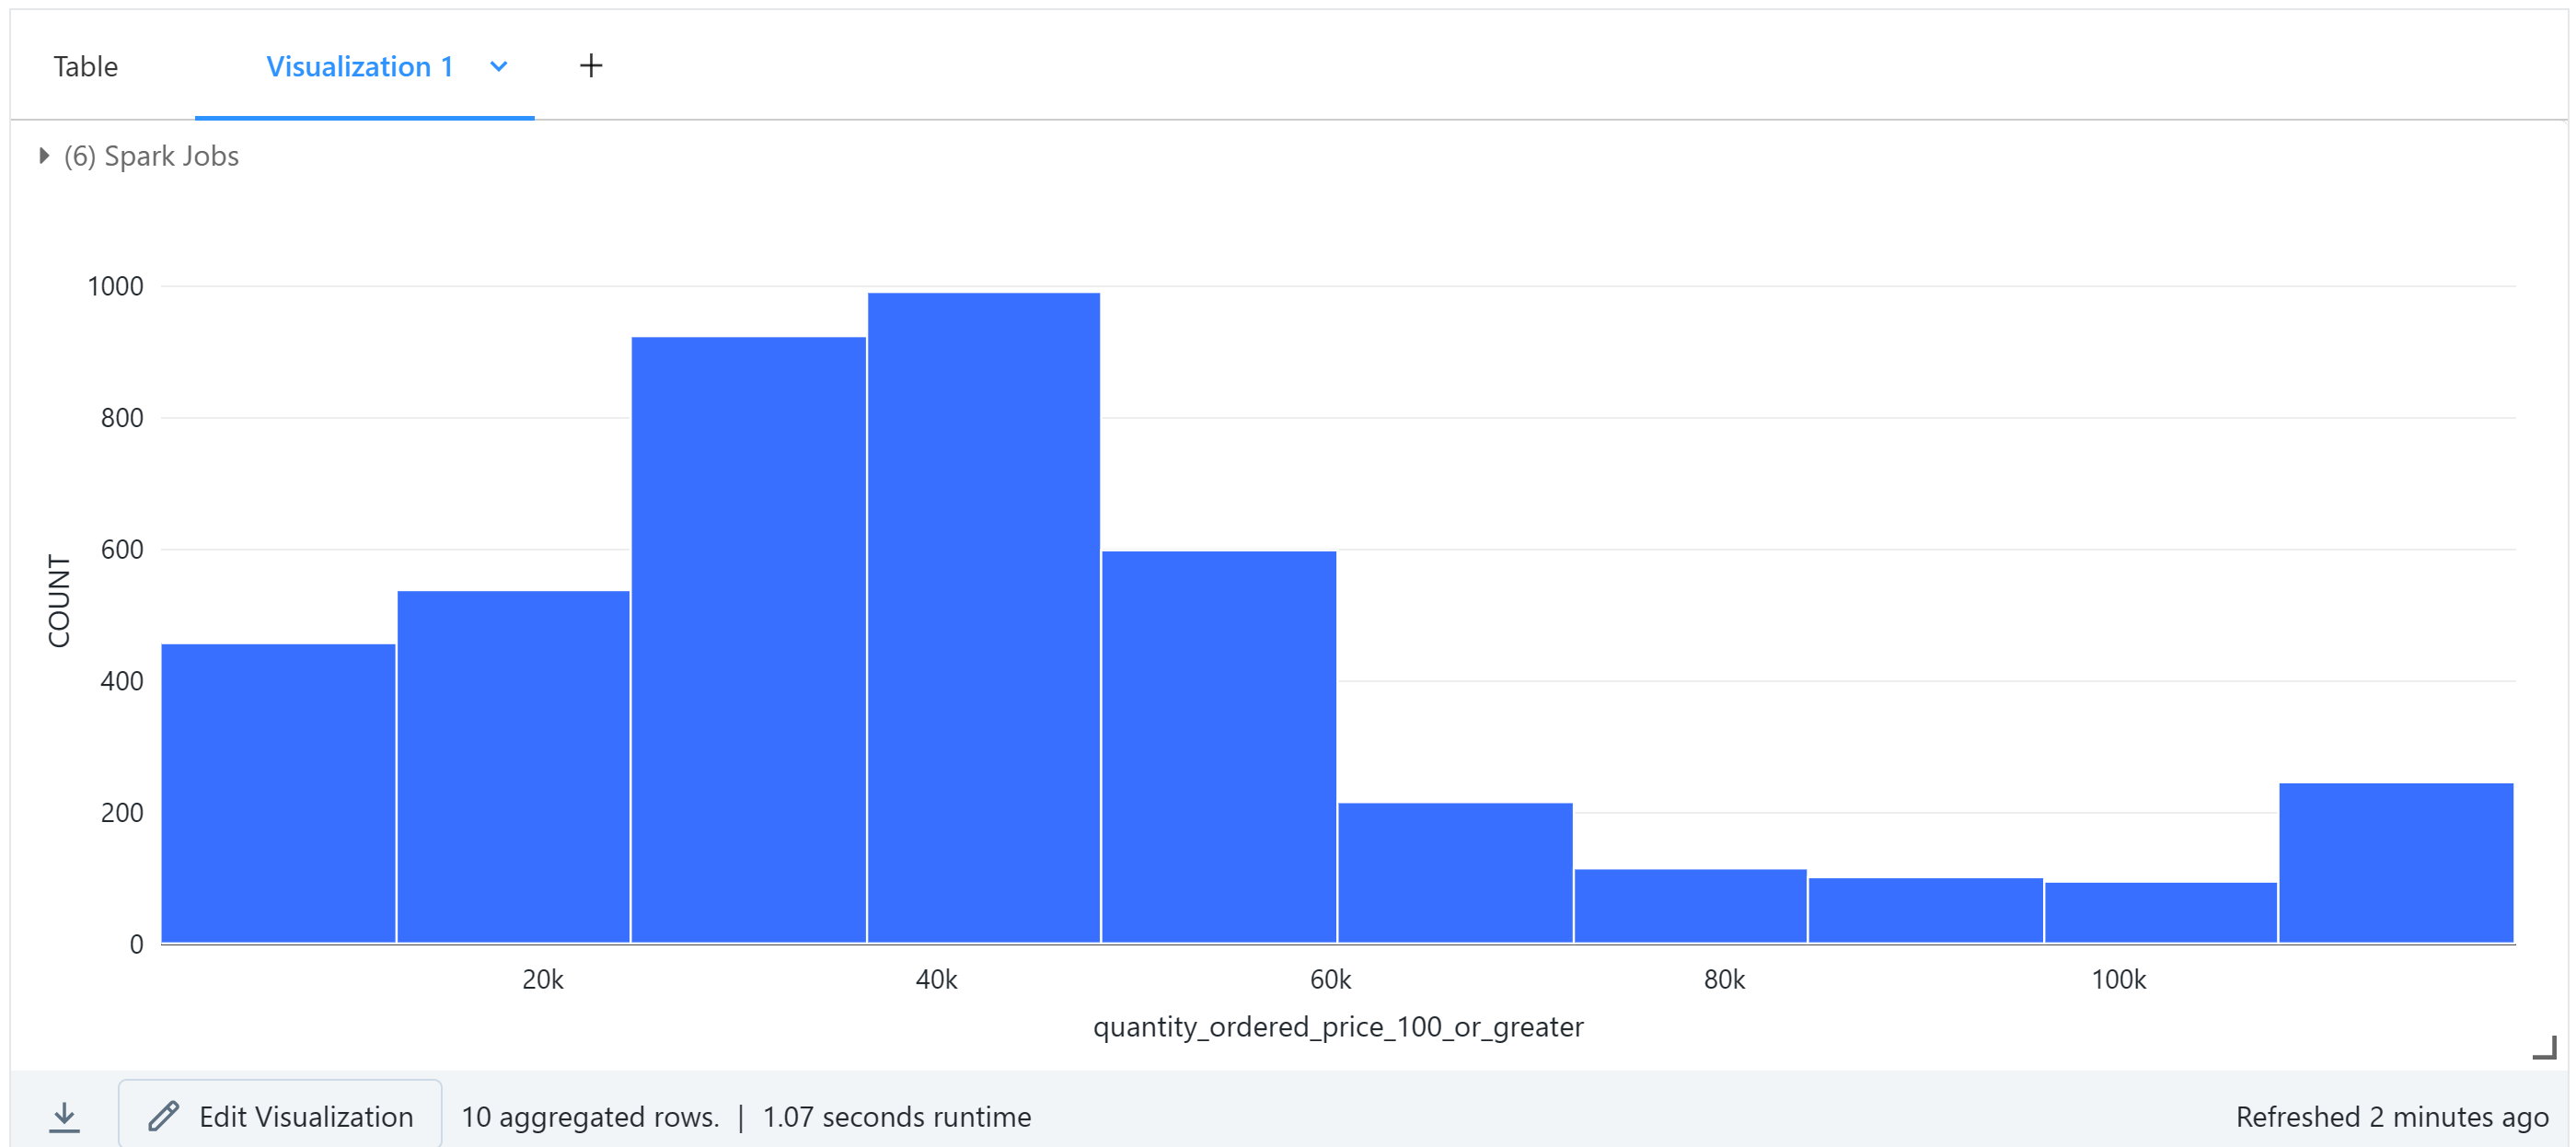 Table Visualization 1 +
(6) Spark Jobs
1000
800
600
400
200
0
COUNT
20k 40k 60k 80k 100k
quantity_ordered_price_100_or_greater
Edit Visualization 10 aggregated rows. | 1.07 seconds runtime Refreshed 2 minutes ago